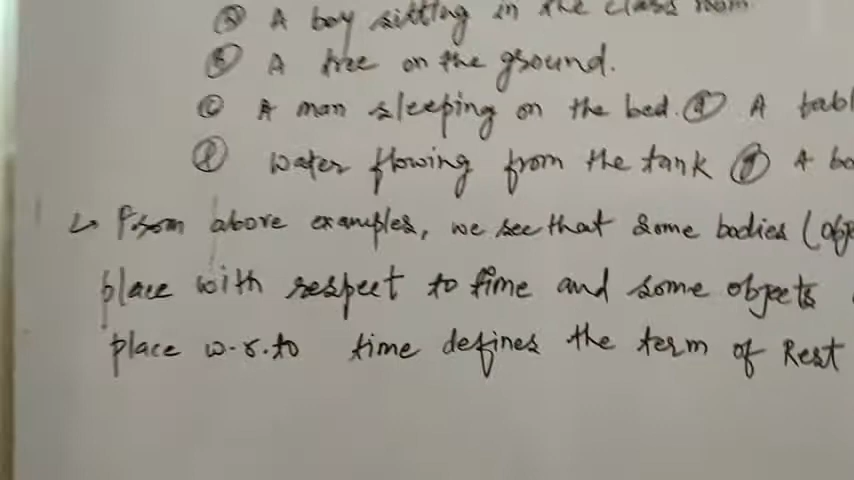 ⓐ A boy sitting in the class room
ⓑ A tree on the ground.
ⓒ A man sleeping on the bed. ⓓ A tabl
ⓔ Water flowing from the tank ⓕ A bo
↳ From above examples, we see that some bodies (obje
place with respect to time and some objects
place w.r.to time defines the term of Rest